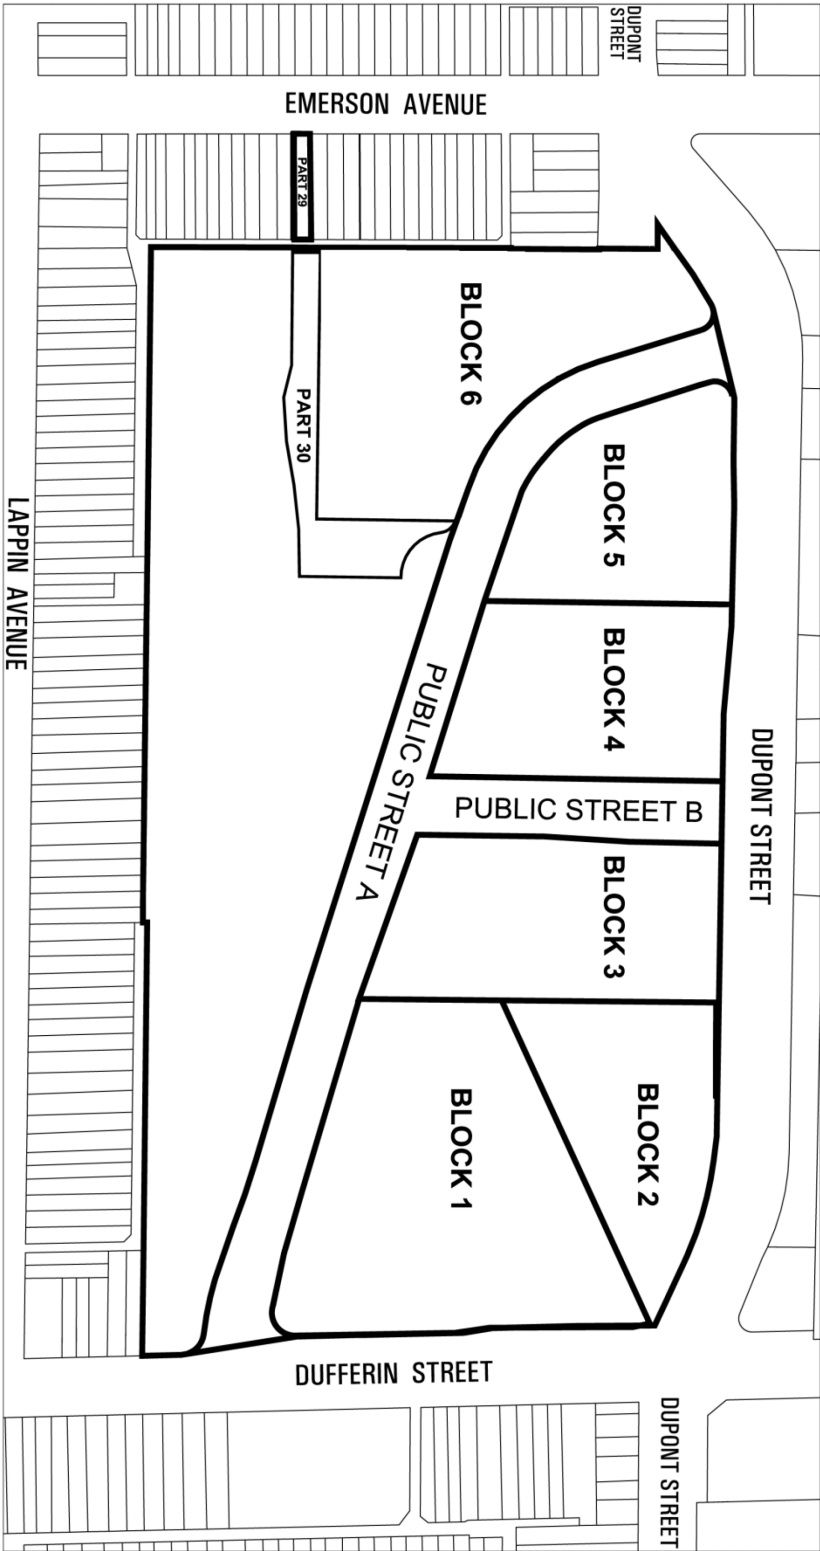 DUPONT
STREET
EMERSON AVENUE
PART 29
BLOCK 6
PART 30
BLOCK 5
LAPPIN AVENUE
BLOCK 4
PUBLIC STREET A
PUBLIC STREET B
DUPONT STREET
BLOCK 3
BLOCK 2
BLOCK 1
DUFFERIN STREET
DUPONT STREET